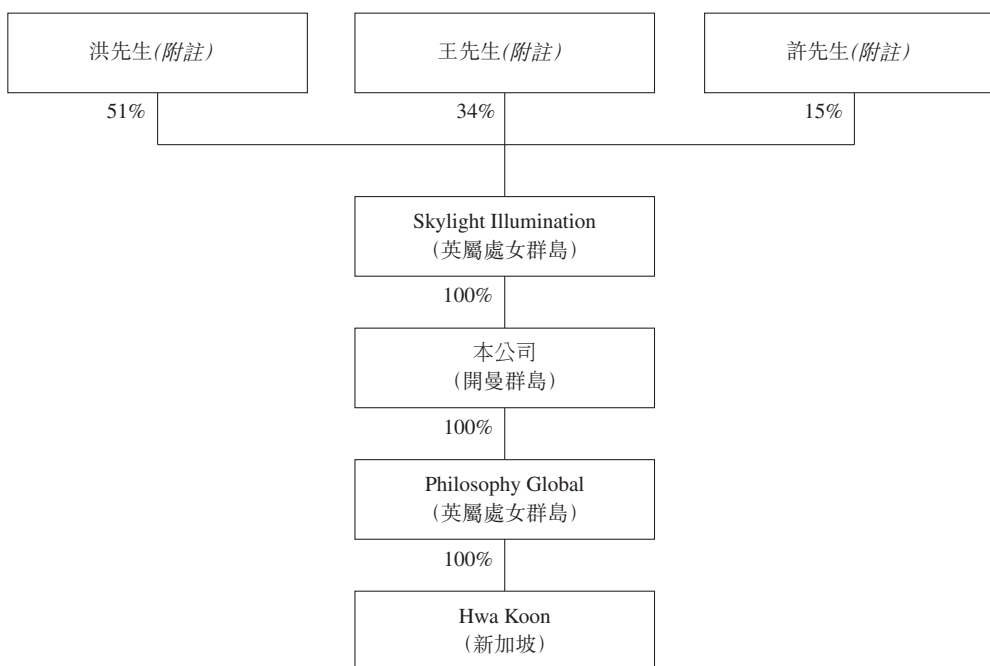 洪先生(附註)
王先生(附註)
許先生(附註)
51%
34%
15%
Skylight Illumination
（英屬處女群島）
100%
本公司
（開曼群島）
100%
Philosophy Global
（英屬處女群島）
100%
Hwa Koon
（新加坡）